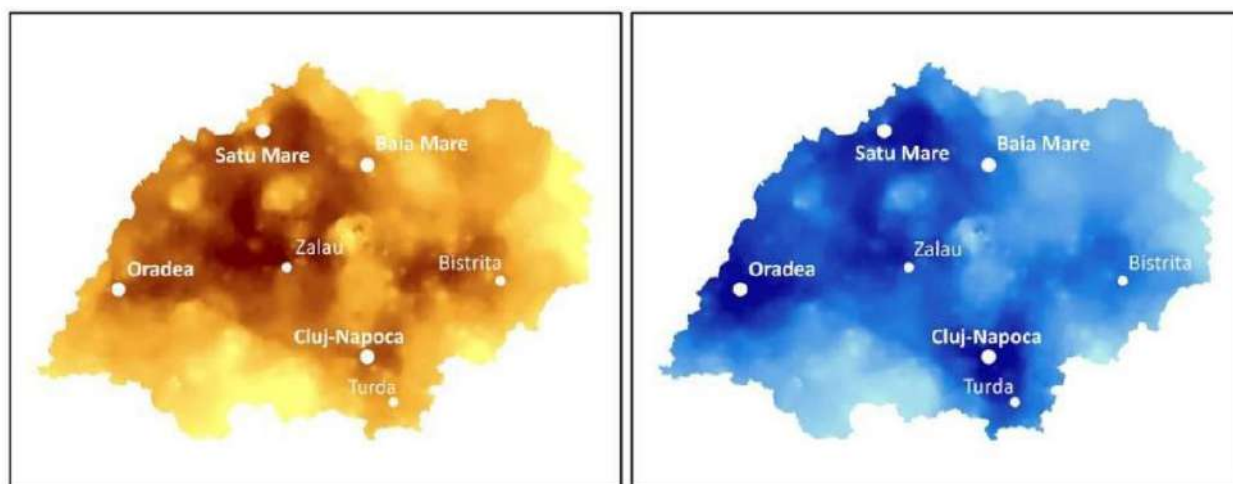 Satu Mare
Baia Mare
Zalau
Oradea
Bistrita
Cluj-Napoca
Turda
Satu Mare
Baia Mare
Zalau
Oradea
Bistrita
Cluj-Napoca
Turda